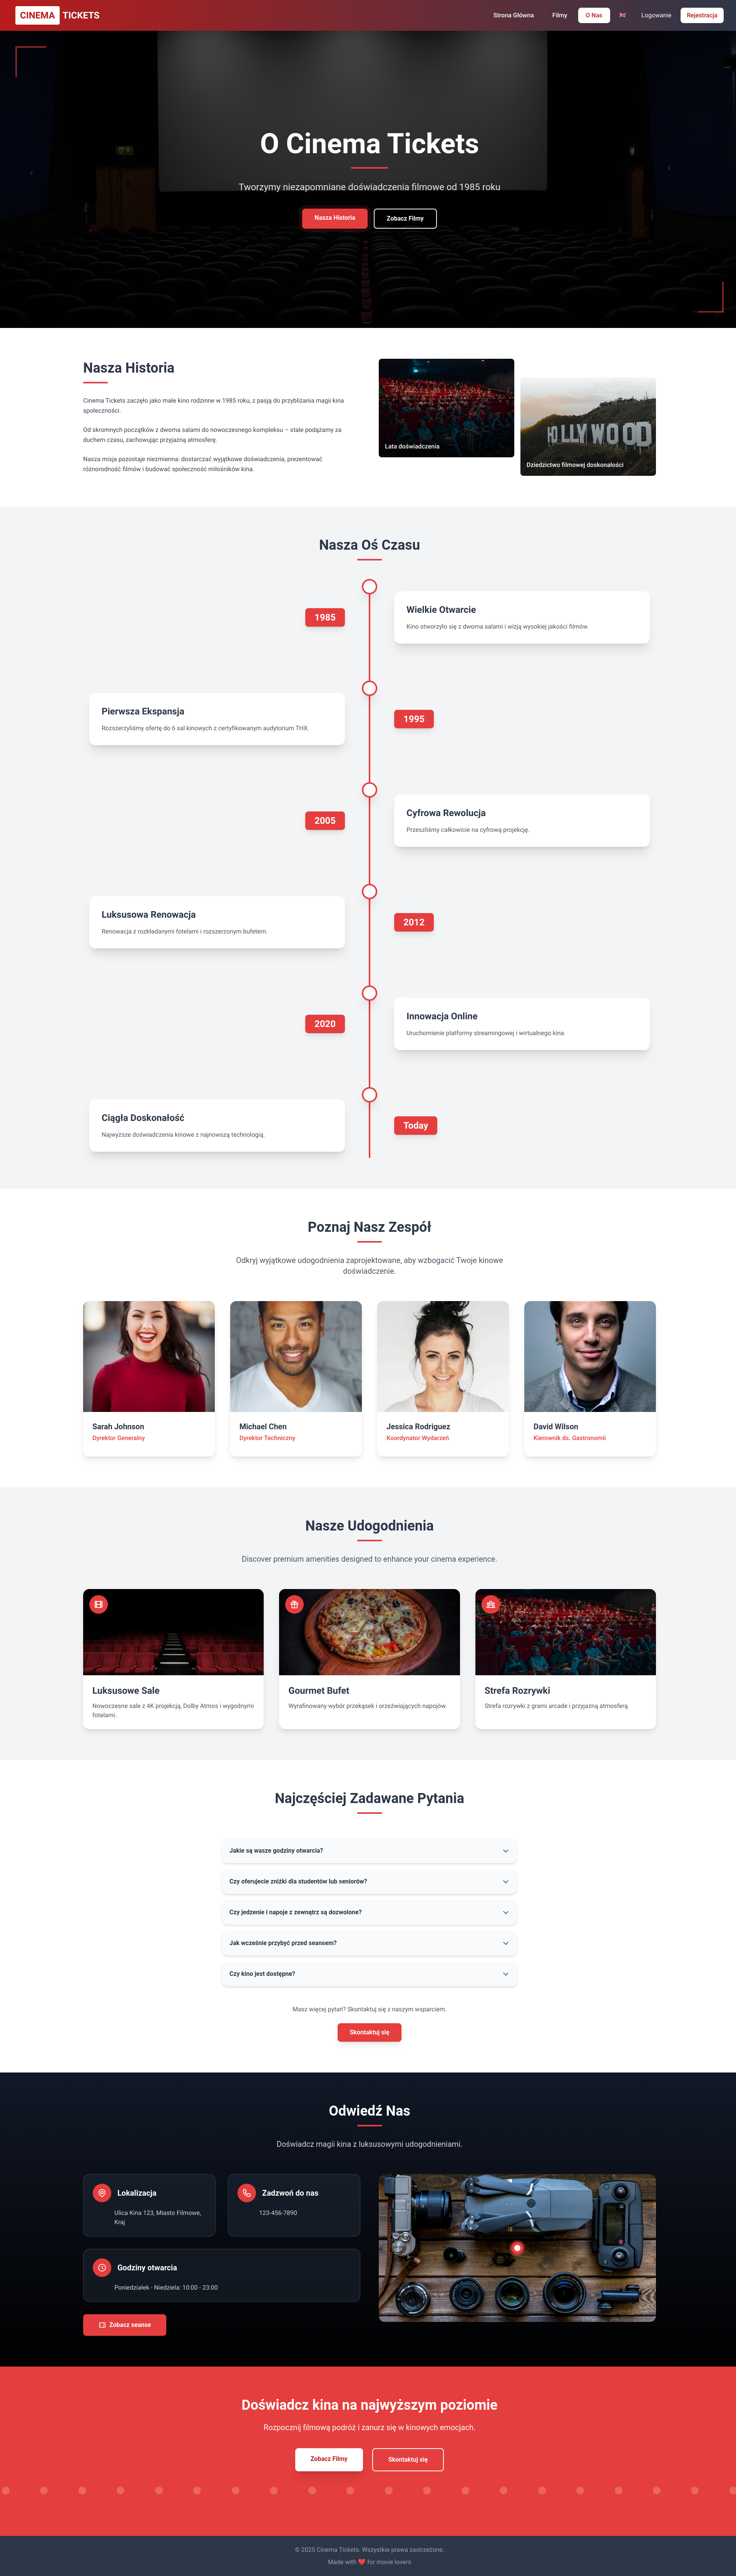 CINEMA TICKETS
Strona Główna
Filmy
O Nas
Logowanie
Rejestracja
O Cinema Tickets
Tworzymy niezapomniane doświadczenia filmowe od 1985 roku
Nasza Historia
Zobacz Filmy
Nasza Historia
Cinema Tickets zaczęło jako małe kino rodzinne w 1985 roku, z pasją do przybliżania magii kina
społeczności.
Od skromnych początków z dwoma salami do nowoczesnego kompleksu – stale podążamy za
duchem czasu, zachowując przyjazną atmosferę.
Nasza misja pozostaje niezmienna: dostarczać wyjątkowe doświadczenia, prezentować
różnorodność filmów i budować społeczność miłośników kina.
Lata doświadczenia
HOLLYWOOD
Dziedzictwo filmowej doskonałości
Nasza Oś Czasu
1985
Wielkie Otwarcie
Kino otworzyło się z dwoma salami i wizją wysokiej jakości filmów.
Pierwsza Ekspansja
Rozszerzyliśmy ofertę do 6 sal kinowych z certyfikowanym audytorium THX.
1995
2005
Cyfrowa Rewolucja
Przeszliśmy całkowicie na cyfrową projekcję.
Luksusowa Renowacja
Renowacja z rozkładanymi fotelami i rozszerzonym bufetem.
2012
2020
Innowacja Online
Uruchomienie platformy streamingowej i wirtualnego kina.
Ciągła Doskonałość
Najwyższe doświadczenia kinowe z najnowszą technologią.
Today
Poznaj Nasz Zespół
Odkryj wyjątkowe udogodnienia zaprojektowane, aby wzbogacić Twoje kinowe
doświadczenie.
Sarah Johnson
Dyrektor Generalny
Michael Chen
Dyrektor Techniczny
Jessica Rodriguez
Koordynator Wydarzeń
David Wilson
Kierownik ds. Gastronomii
Nasze Udogodnienia
Discover premium amenities designed to enhance your cinema experience.
Luksusowe Sale
Nowoczesne sale z 4K projekcją, Dolby Atmos i wygodnymi
fotelami.
Gourmet Bufet
Wyrafinowany wybór przekąsek i orzeźwiających napojów.
Strefa Rozrywki
Strefa rozrywki z grami arcade i przyjazną atmosferą.
Najczęściej Zadawane Pytania
Jakie są wasze godziny otwarcia?
Czy oferujecie zniżki dla studentów lub seniorów?
Czy jedzenie i napoje z zewnątrz są dozwolone?
Jak wcześnie przybyć przed seansem?
Czy kino jest dostępne?
Masz więcej pytań? Skontaktuj się z naszym wsparciem.
Skontaktuj się
Odwiedź Nas
Doświadcz magii kina z luksusowymi udogodnieniami.
Lokalizacja
Ulica Kina 123, Miasto Filmowe,
Kraj
Zadzwoń do nas
123-456-7890
Godziny otwarcia
Poniedziałek - Niedziela: 10:00 - 23:00
Zobacz seanse
Doświadcz kina na najwyższym poziomie
Rozpocznij filmową podróż i zanurz się w kinowych emocjach.
Zobacz Filmy
Skontaktuj się
© 2025 Cinema Tickets. Wszystkie prawa zastrzeżone.
Made with ❤️ for movie lovers